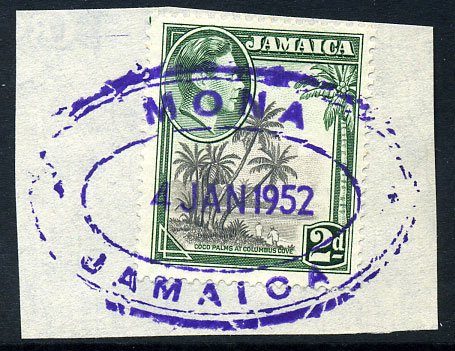 JAMAICA
MONA
4 JAN 1952
COCO PALMS AT COLUMBUS COVE
2d
JAMAICA